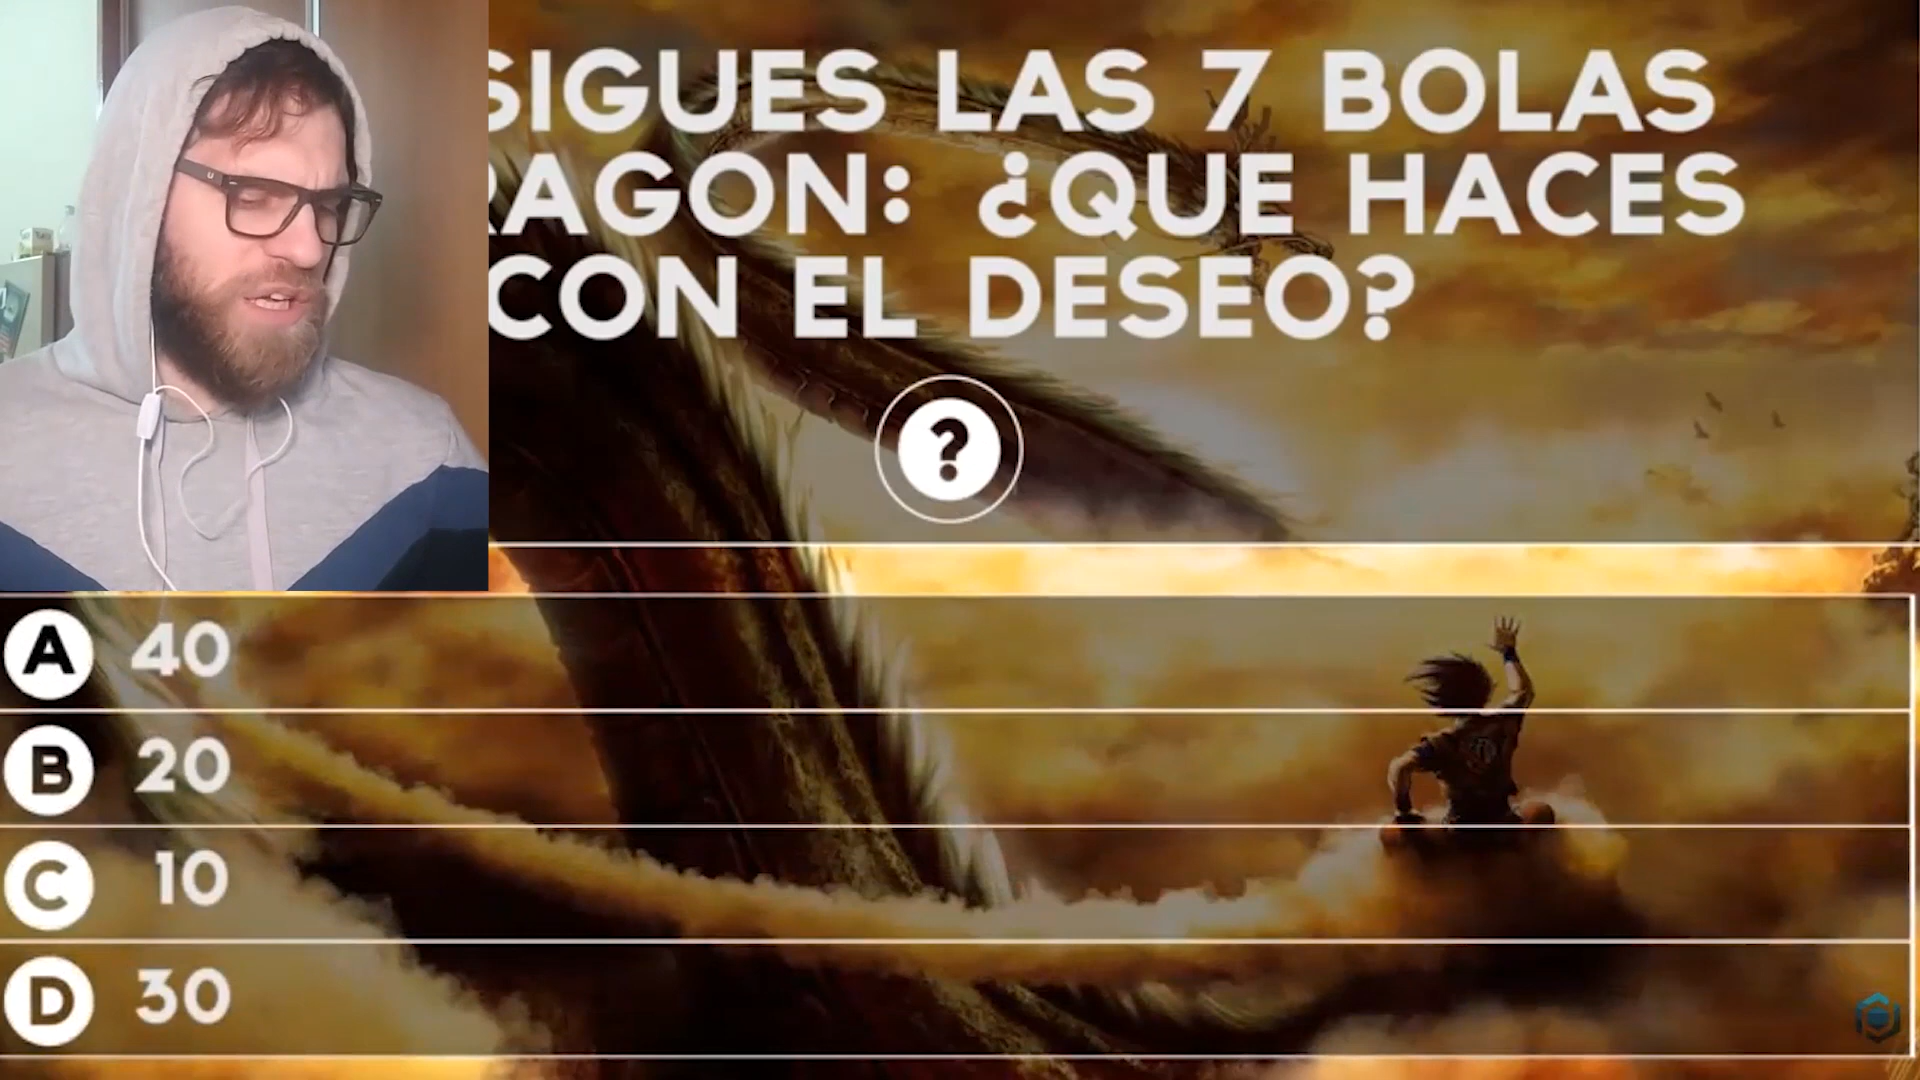 SIGUES LAS 7 BOLAS
RAGON: ¿QUE HACES
CON EL DESEO?
?
A 40
B 20
C 10
D 30